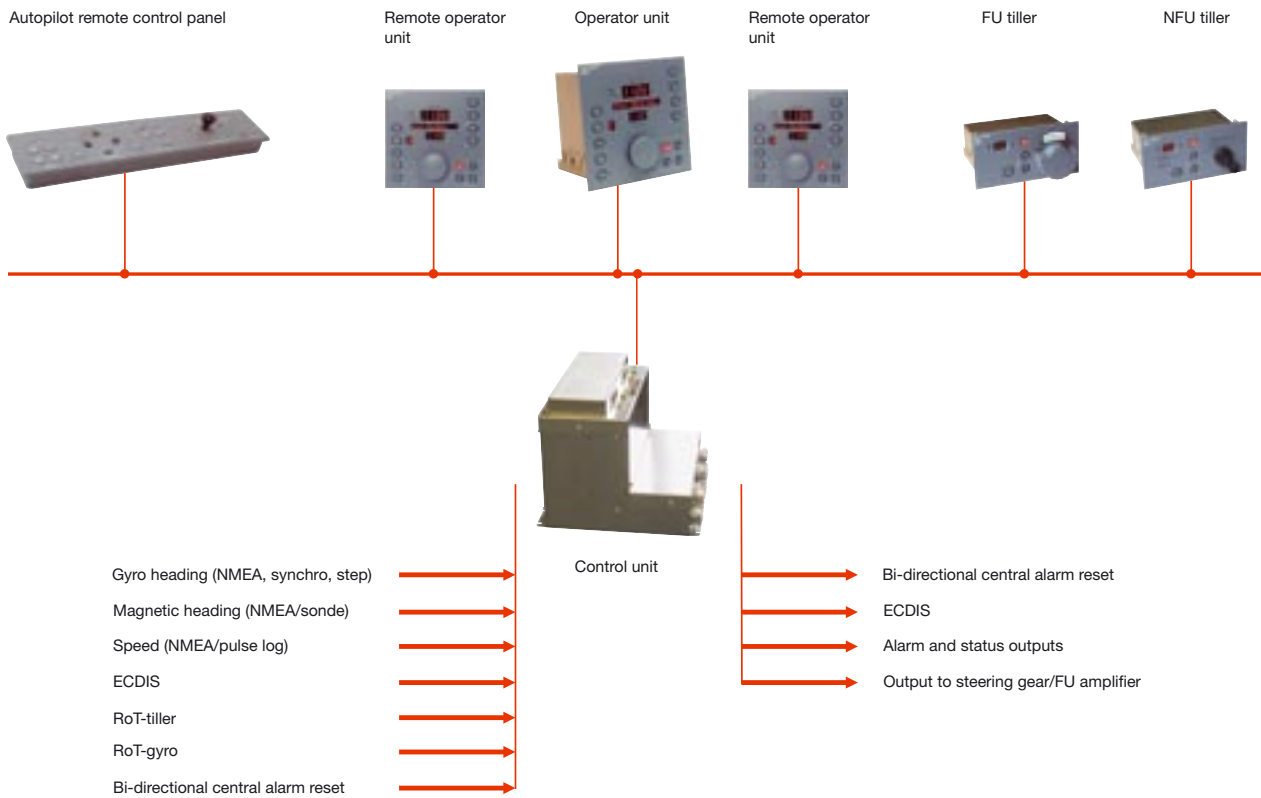 Autopilot remote control panel
Remote operator
unit
Operator unit
Remote operator
unit
FU tiller
NFU tiller
Control unit
Gyro heading (NMEA, synchro, step)
Magnetic heading (NMEA/sonde)
Speed (NMEA/pulse log)
ECDIS
RoT-tiller
RoT-gyro
Bi-directional central alarm reset
Bi-directional central alarm reset
ECDIS
Alarm and status outputs
Output to steering gear/FU amplifier